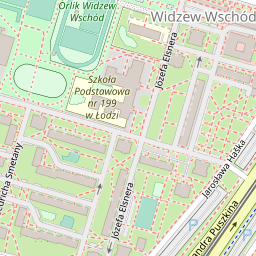 Orlik Widzew
Wschód
Widzew Wschód
Szkoła
Podstawowa
nr 199
w Łodzi
Józefa Elsnera
Jarosława Haška
Józefa Elsnera
P
P
P
P
P
P